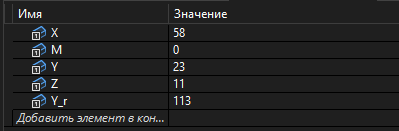 Имя Значение
X 58
M 0
Y 23
Z 11
Y_r 113
Добавить элемент в кон...